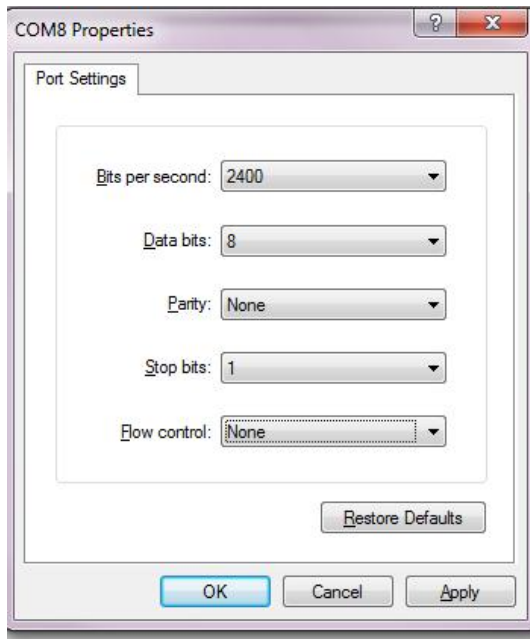 COM8 Properties
Port Settings
Bits per second: 2400
Data bits: 8
Parity: None
Stop bits: 1
Flow control: None
Restore Defaults
OK Cancel Apply